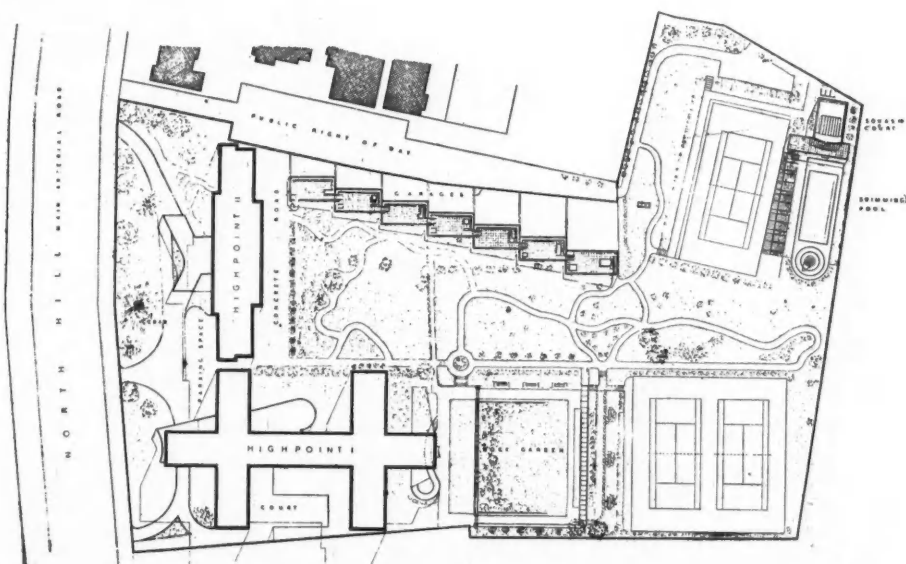 NORTH HILL MAIN ARTERIAL ROAD
PUBLIC RIGHT OF WAY
SQUASH
COURT
GARAGES
SWIMMING
POOL
HIGHPOINT II
CONCRETE ROAD
PARKING SPACE
HIGHPOINT I
COURT
GARDEN